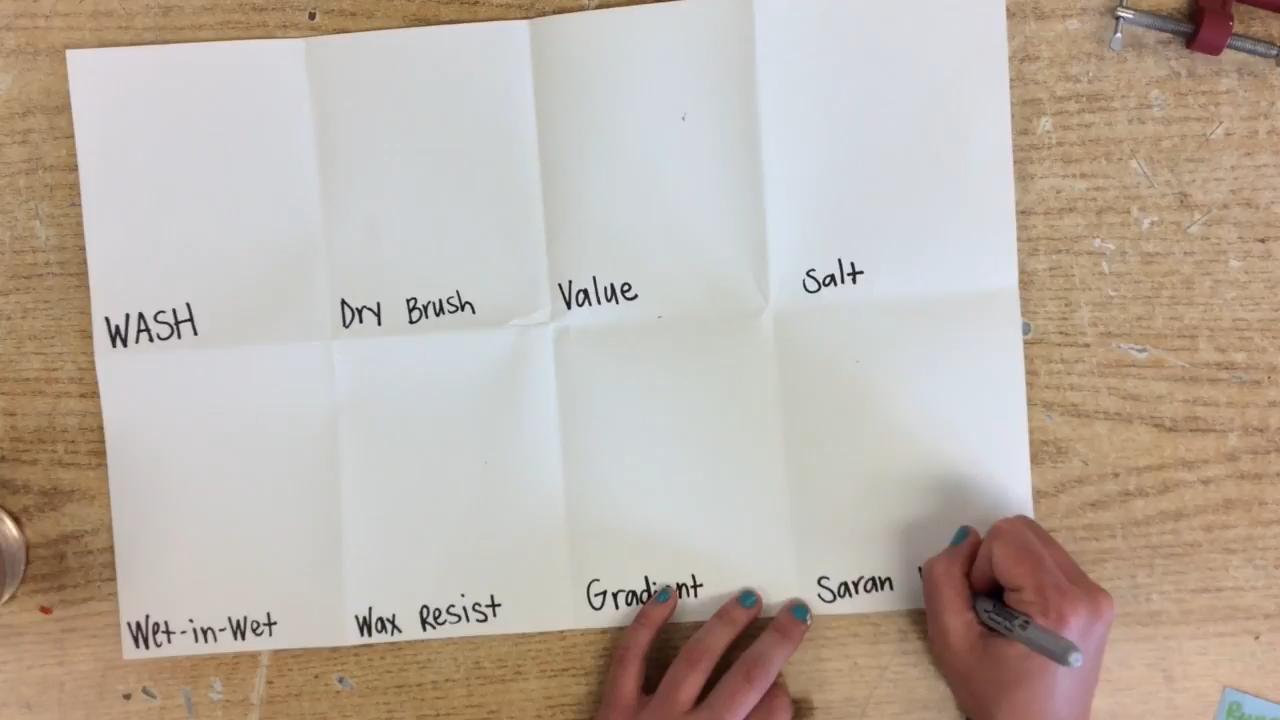 WASH
Dry Brush
Value
Salt
Wet-in-Wet
Wax Resist
Gradient
Saran